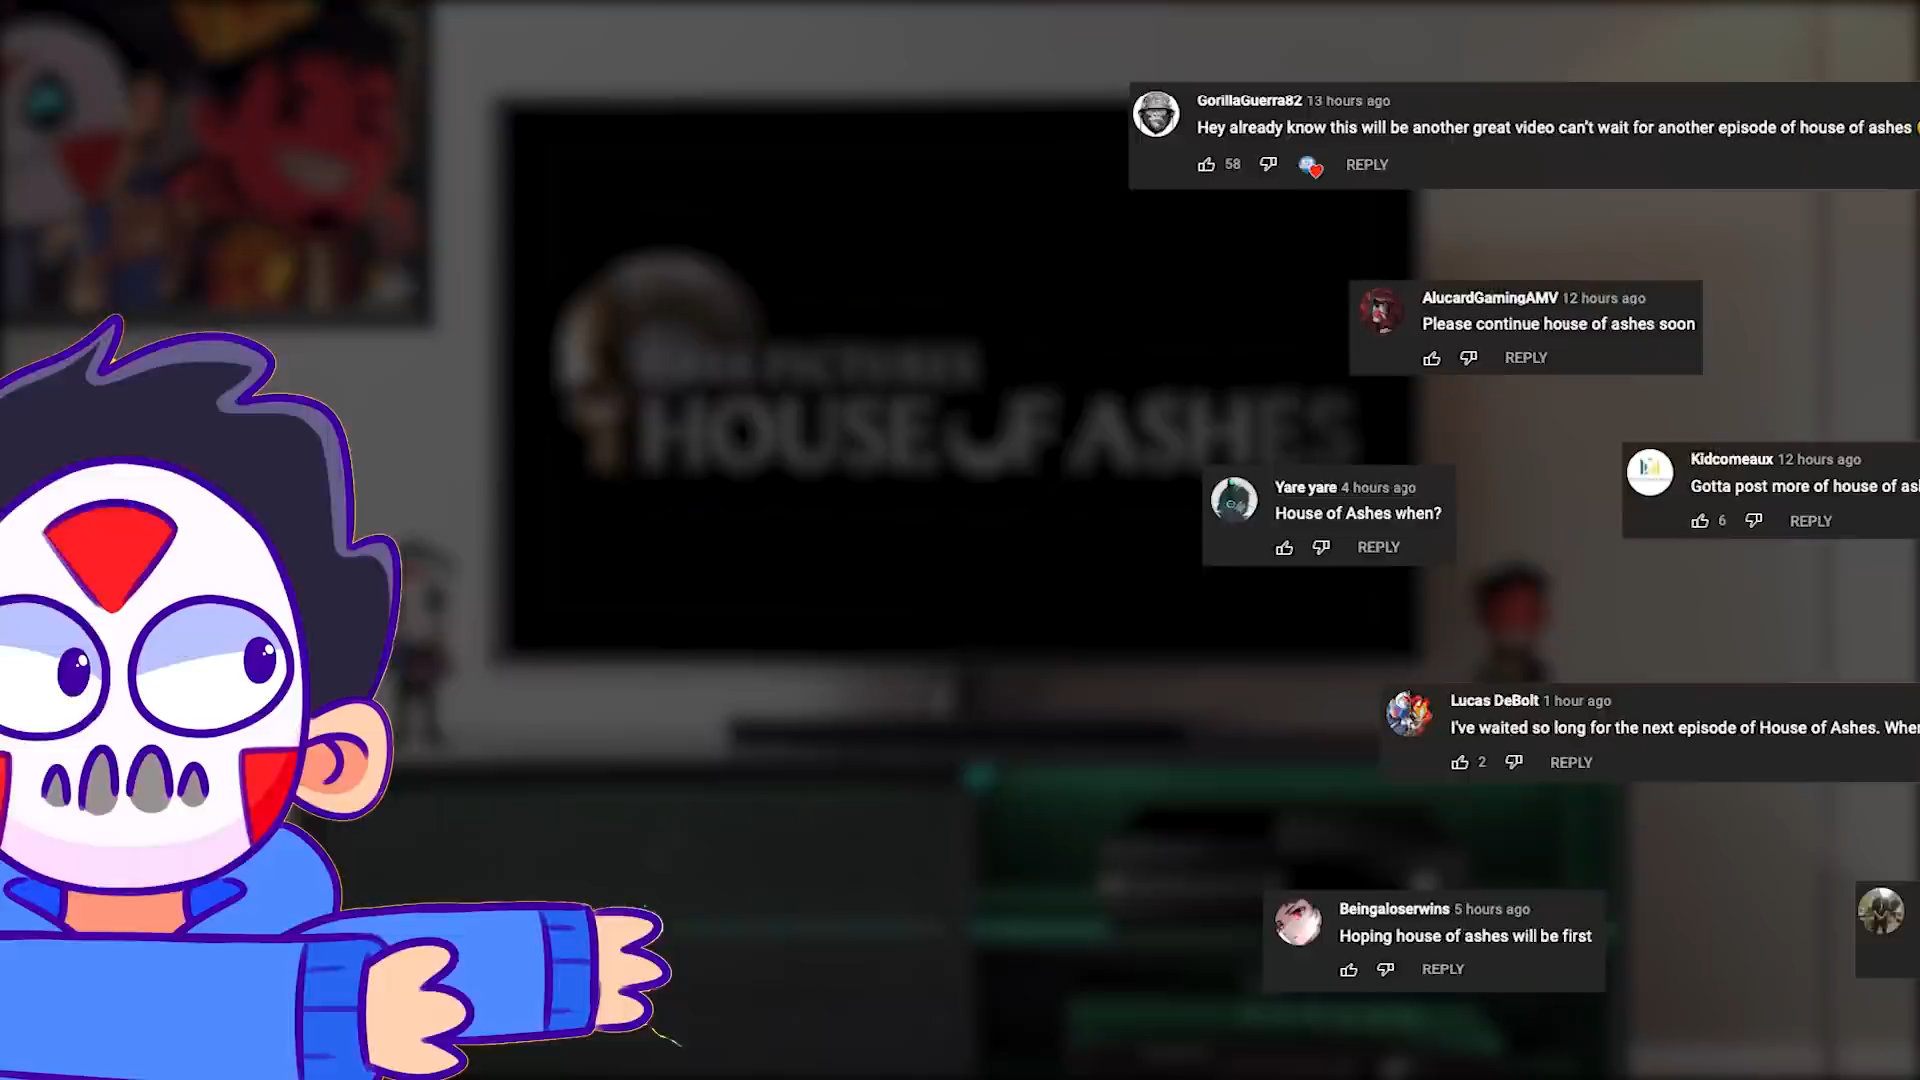 GorillaGuerra82 13 hours ago
Hey already know this will be another great video can't wait for another episode of house of ashes
58 REPLY
AlucardGamingAMV 12 hours ago
Please continue house of ashes soon
REPLY
Kidcomeaux 12 hours ago
Gotta post more of house of as
6 REPLY
Yare yare 4 hours ago
House of Ashes when?
REPLY
PICTURES
HOUSE OF ASHES
Lucas DeBolt 1 hour ago
I've waited so long for the next episode of House of Ashes. Whe
2 REPLY
Beingaloserwins 5 hours ago
Hoping house of ashes will be first
REPLY